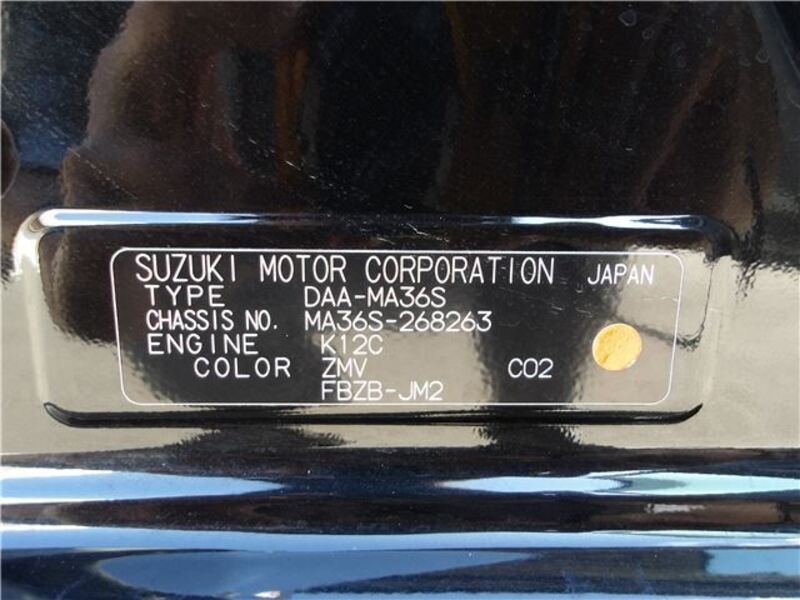 SUZUKI MOTOR CORPORATION JAPAN
TYPE DAA-MA36S
CHASSIS NO. MA36S-268263
ENGINE K12C
COLOR ZMV C02
FBZB-JM2